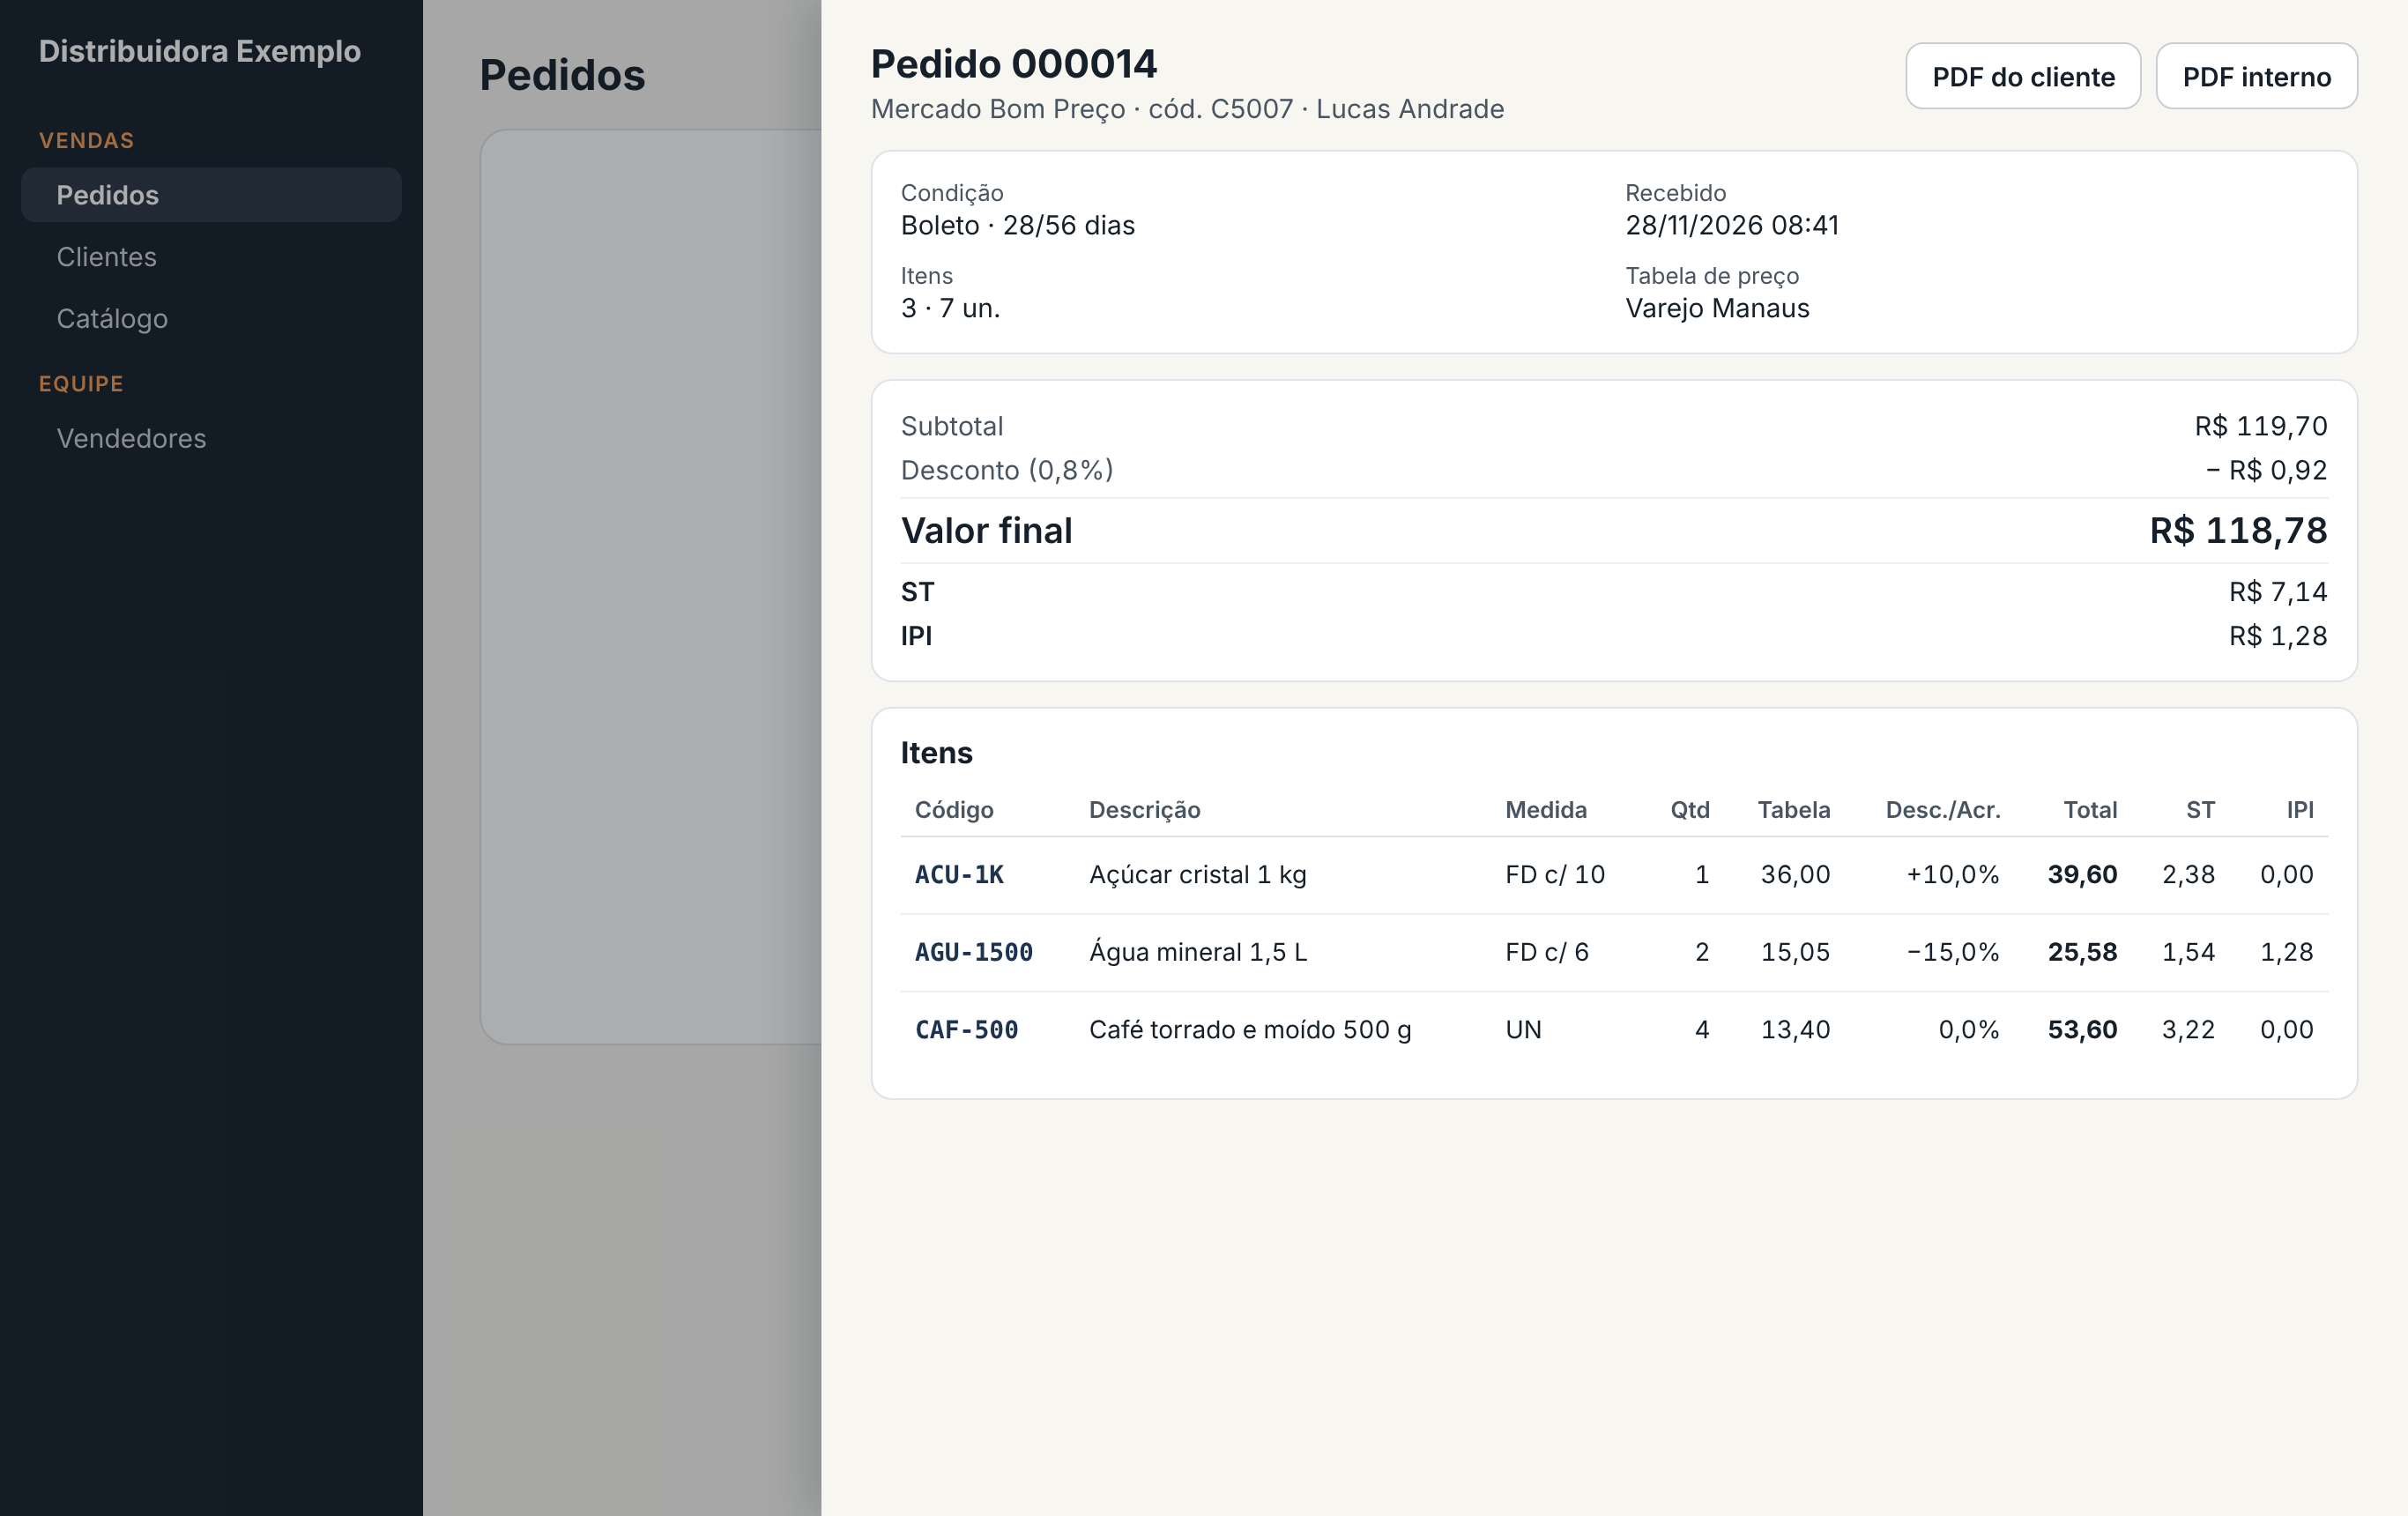 Distribuidora Exemplo
VENDAS
Pedidos
Clientes
Catálogo
EQUIPE
Vendedores
Pedidos
Pedido 000014
Mercado Bom Preço · cód. C5007 · Lucas Andrade
PDF do cliente
PDF interno
Condição
Boleto · 28/56 dias
Recebido
28/11/2026 08:41
Itens
3 · 7 un.
Tabela de preço
Varejo Manaus
Subtotal R$ 119,70
Desconto (0,8%) − R$ 0,92
Valor final R$ 118,78
ST R$ 7,14
IPI R$ 1,28
Itens
Código Descrição Medida Qtd Tabela Desc./Acr. Total ST IPI
ACU-1K Açúcar cristal 1 kg FD c/ 10 1 36,00 +10,0% 39,60 2,38 0,00
AGU-1500 Água mineral 1,5 L FD c/ 6 2 15,05 −15,0% 25,58 1,54 1,28
CAF-500 Café torrado e moído 500 g UN 4 13,40 0,0% 53,60 3,22 0,00